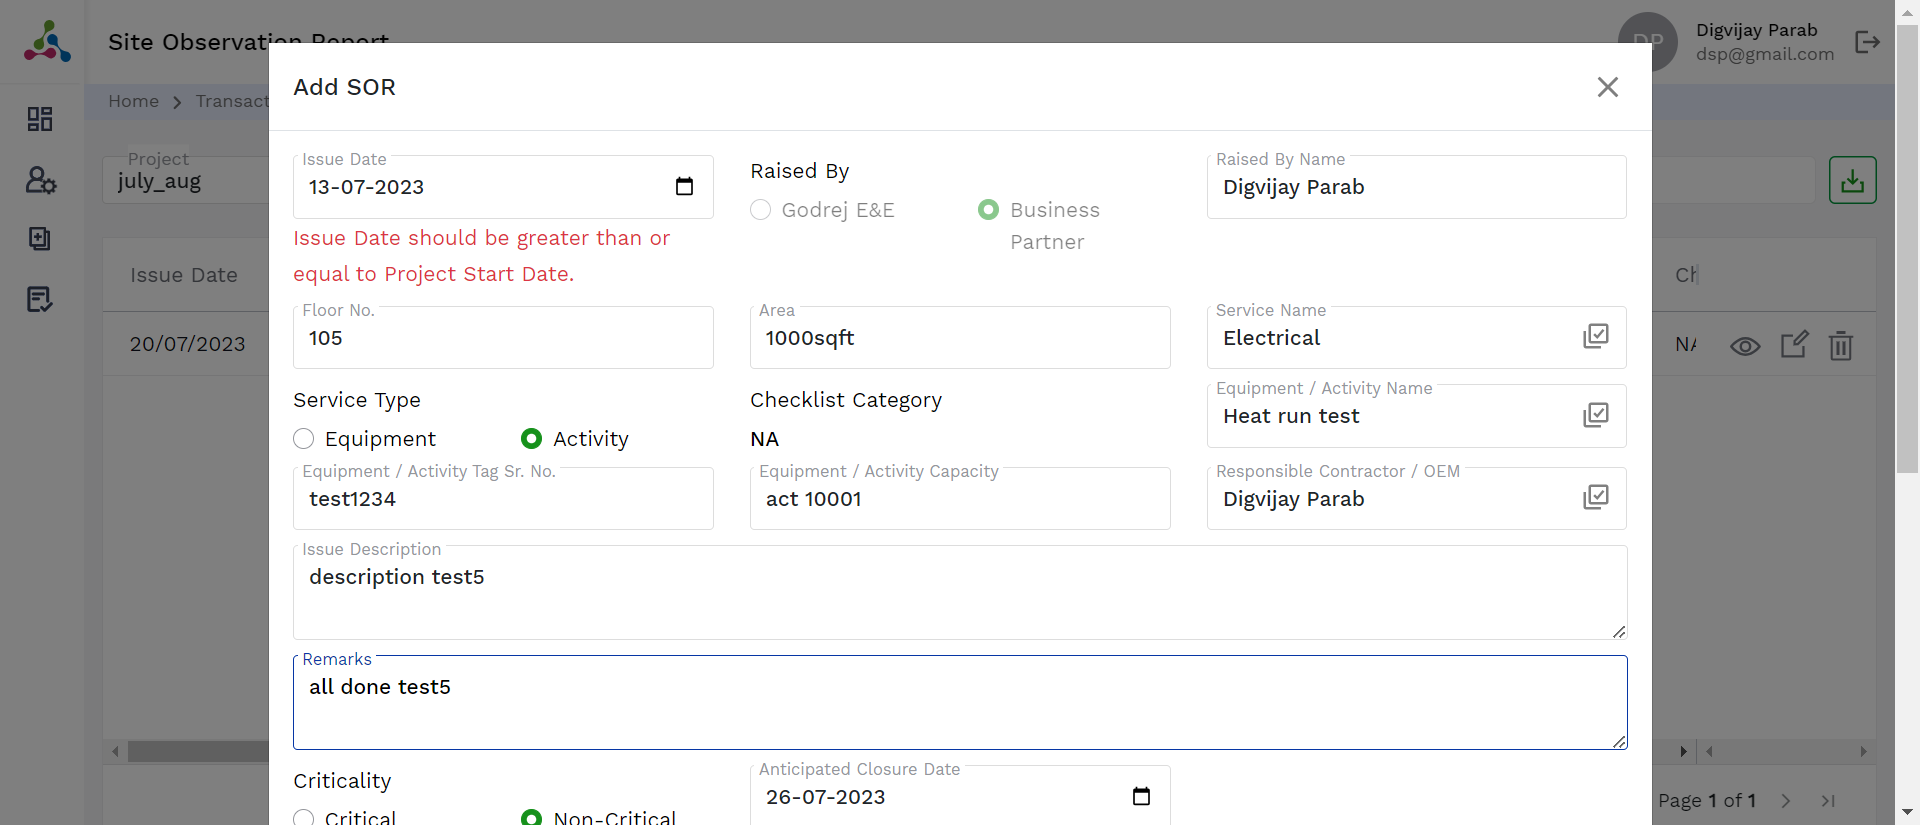 Site Observation Report
DP
Digvijay Parab
dsp@gmail.com
Home
Transact
Project
july_aug
Issue Date
20/07/2023
Add SOR
Issue Date
13-07-2023
Issue Date should be greater than or
equal to Project Start Date.
Raised By
Godrej E&E
Business
Partner
Raised By Name
Digvijay Parab
Floor No.
105
Area
1000sqft
Service Name
Electrical
Service Type
Equipment
Activity
Checklist Category
NA
Equipment / Activity Name
Heat run test
Equipment / Activity Tag Sr. No.
test1234
Equipment / Activity Capacity
act 10001
Responsible Contractor / OEM
Digvijay Parab
Issue Description
description test5
Remarks
all done test5
Criticality
Critical
Non-Critical
Anticipated Closure Date
26-07-2023
Ch
NA
Page 1 of 1